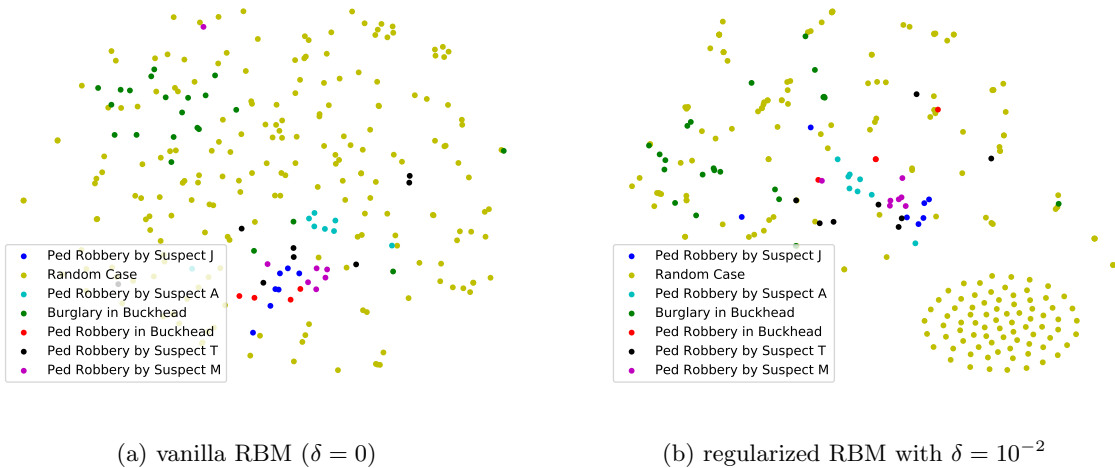 Ped Robbery by Suspect J
Random Case
Ped Robbery by Suspect A
Burglary in Buckhead
Ped Robbery in Buckhead
Ped Robbery by Suspect T
Ped Robbery by Suspect M
(a) vanilla RBM (δ = 0)
Ped Robbery by Suspect J
Random Case
Ped Robbery by Suspect A
Burglary in Buckhead
Ped Robbery in Buckhead
Ped Robbery by Suspect T
Ped Robbery by Suspect M
(b) regularized RBM with δ = 10⁻²